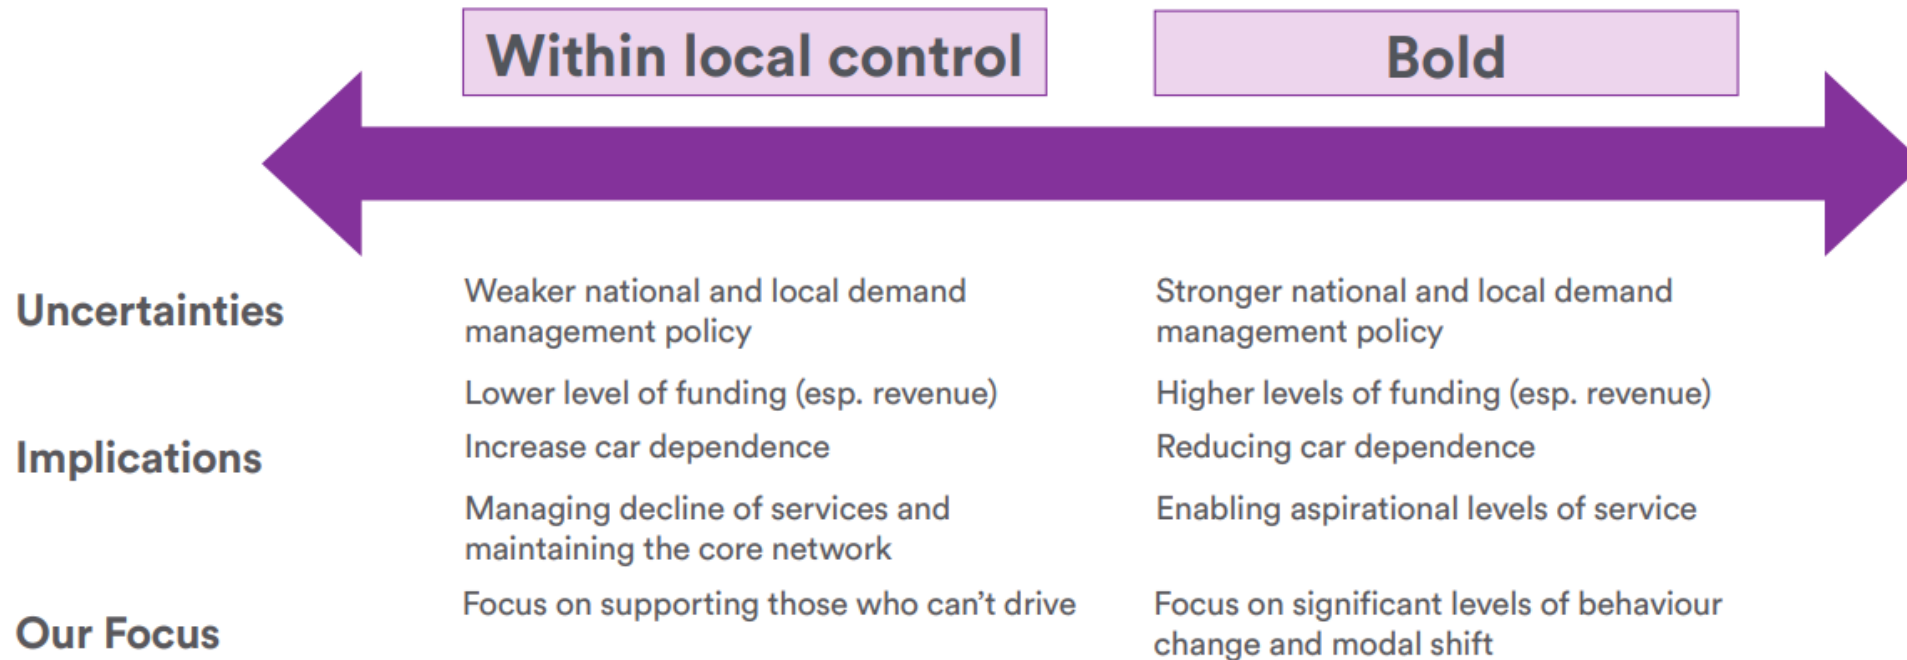 Within local control
Bold
Uncertainties
Weaker national and local demand
management policy
Stronger national and local demand
management policy
Lower level of funding (esp. revenue)
Higher levels of funding (esp. revenue)
Implications
Increase car dependence
Reducing car dependence
Managing decline of services and
maintaining the core network
Enabling aspirational levels of service
Our Focus
Focus on supporting those who can’t drive
Focus on significant levels of behaviour
change and modal shift